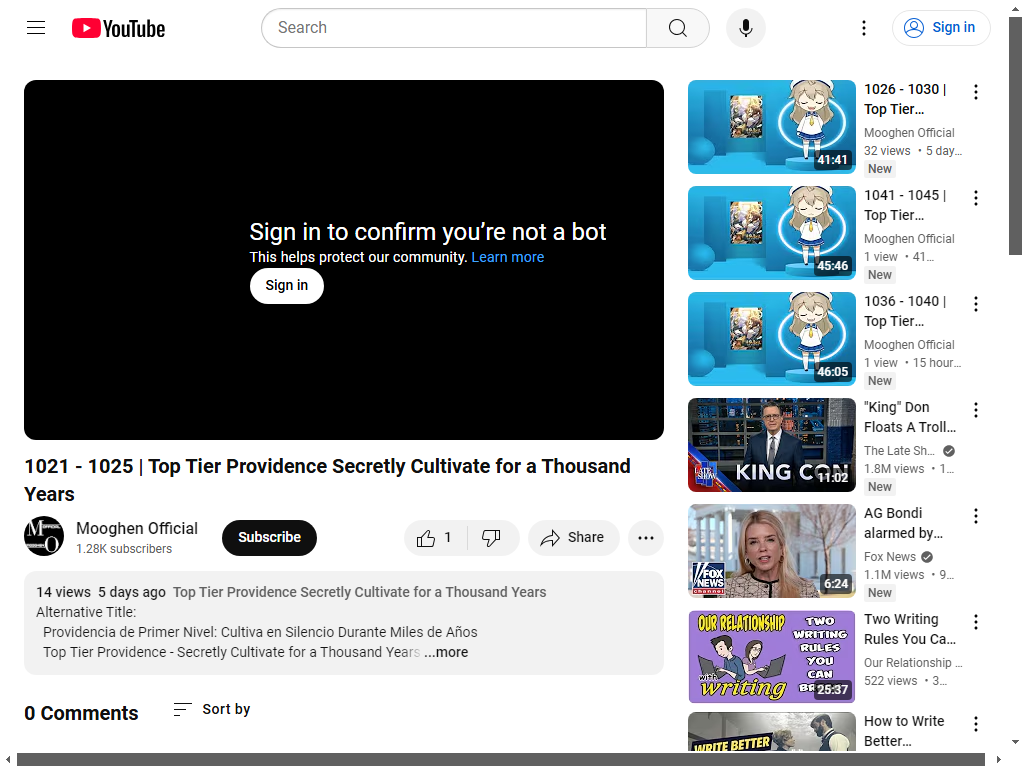 YouTube
Search
Sign in
Sign in to confirm you're not a bot
This helps protect our community. Learn more
Sign in
1021 - 1025 | Top Tier Providence Secretly Cultivate for a Thousand
Years
Mooghen Official
1.28K subscribers
Subscribe
1
Share
14 views 5 days ago Top Tier Providence Secretly Cultivate for a Thousand Years
Alternative Title:
Providencia de Primer Nivel: Cultiva en Silencio Durante Miles de Años
Top Tier Providence - Secretly Cultivate for a Thousand Years ...more
0 Comments
Sort by
41:41
1026 - 1030 |
Top Tier...
Mooghen Official
32 views • 5 day...
New
45:46
1041 - 1045 |
Top Tier...
Mooghen Official
1 view • 41...
New
46:05
1036 - 1040 |
Top Tier...
Mooghen Official
1 view • 15 hour...
New
LATE SHOW
KING CON
11:02
"King" Don
Floats A Troll...
The Late Sh...
1.8M views • 1...
New
FOX
NEWS
channel
6:24
AG Bondi
alarmed by...
Fox News
1.1M views • 9...
New
OUR RELATIONSHIP
with
writing
TWO
WRITING
RULES
YOU
CAN
25:37
Two Writing
Rules You Ca...
Our Relationship ...
522 views • 3...
WRITE BETTER
How to Write
Better...